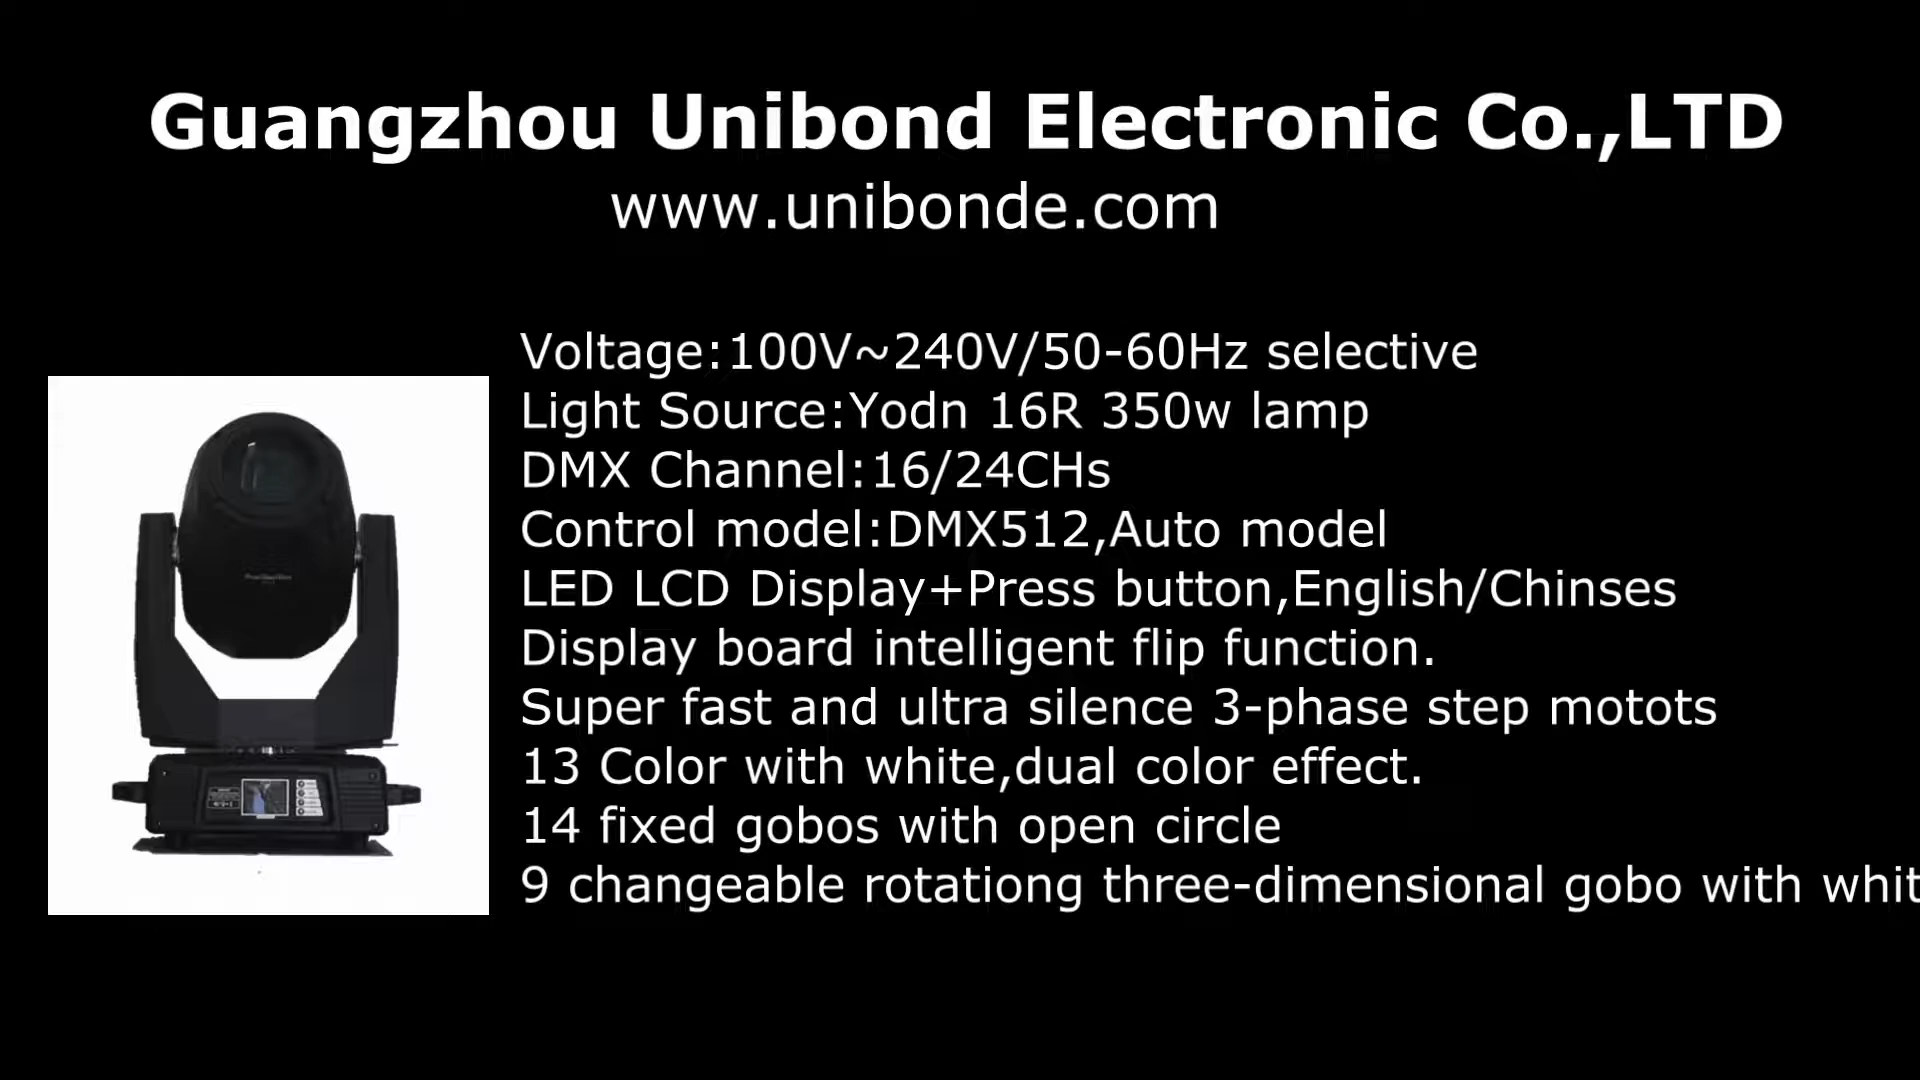 Guangzhou Unibond Electronic Co.,LTD
www.unibonde.com
Voltage:100V~240V/50-60Hz selective
Light Source:Yodn 16R 350w lamp
DMX Channel:16/24CHs
Control model:DMX512,Auto model
LED LCD Display+Press button,English/Chinses
Display board intelligent flip function.
Super fast and ultra silence 3-phase step motots
13 Color with white,dual color effect.
14 fixed gobos with open circle
9 changeable rotationg three-dimensional gobo with whit